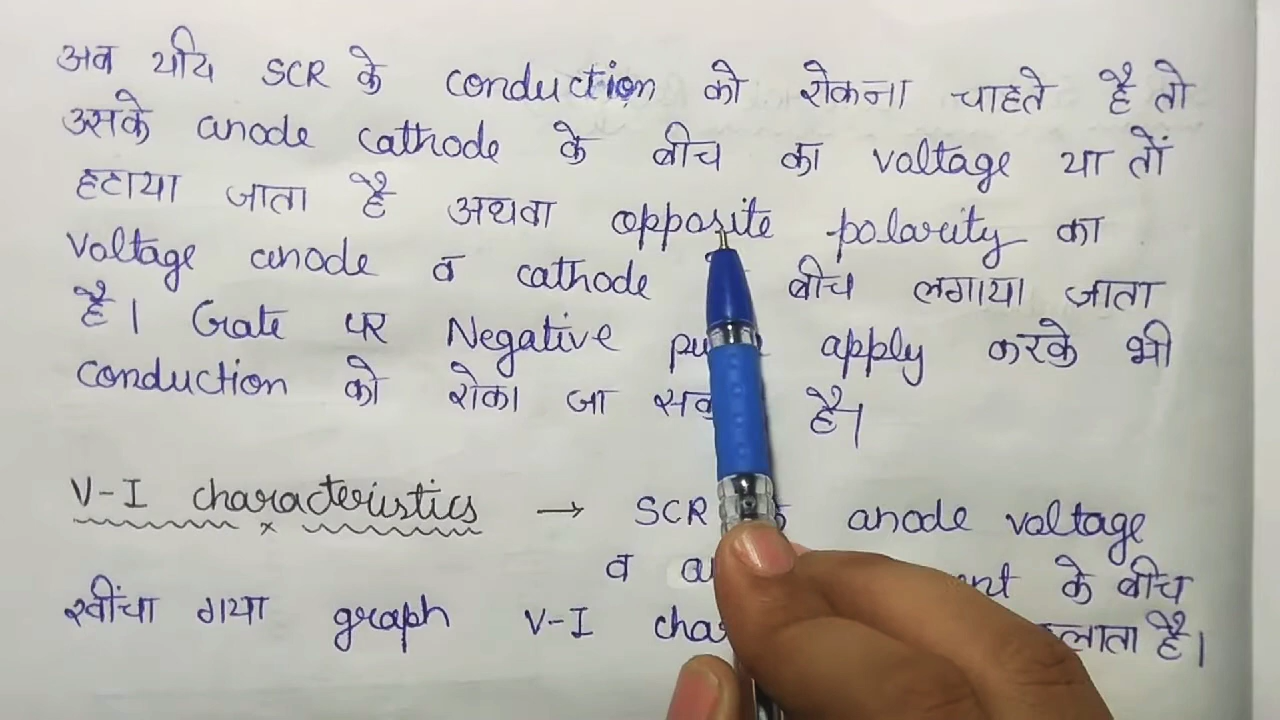 अब यदि SCR के conduction को रोकना चाहते है तो
उसके anode cathode के बीच का voltage या तों
हटाया जाता है अथवा opposite polarity का
voltage anode व cathode बीच लगाया जाता
है। Gate पर Negative apply करके भी
conduction को रोका जा है।
V-I characteristics → SCR anode voltage
व के बीच
खींचा गया graph V-I है।